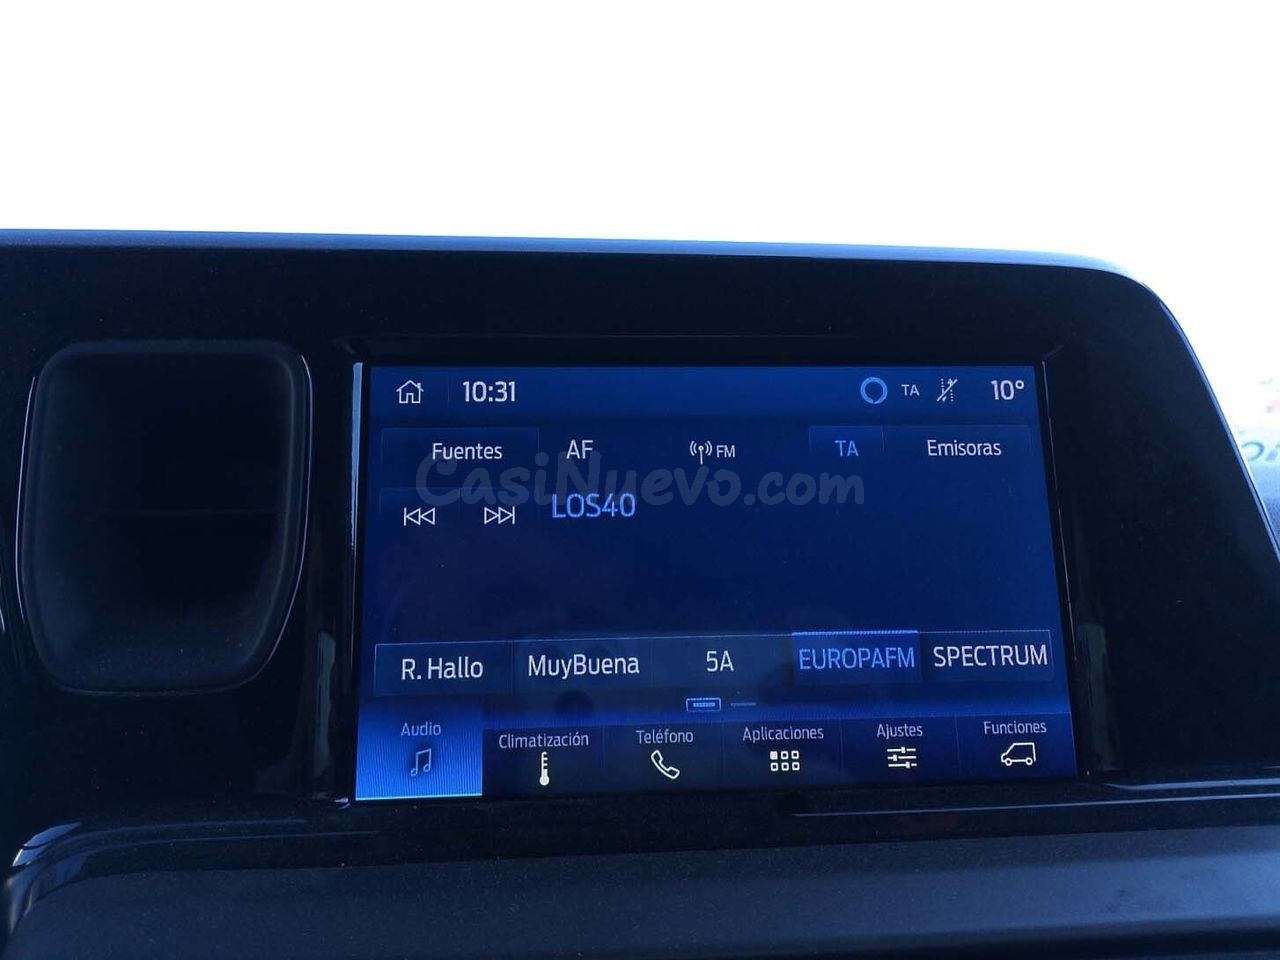 10:31 TA 10°
Fuentes AF FM TA Emisoras
CasiNuevo.com
LOS40
R. Hallo MuyBuena 5A EUROPAFM SPECTRUM
Audio Climatización Teléfono Aplicaciones Ajustes Funciones